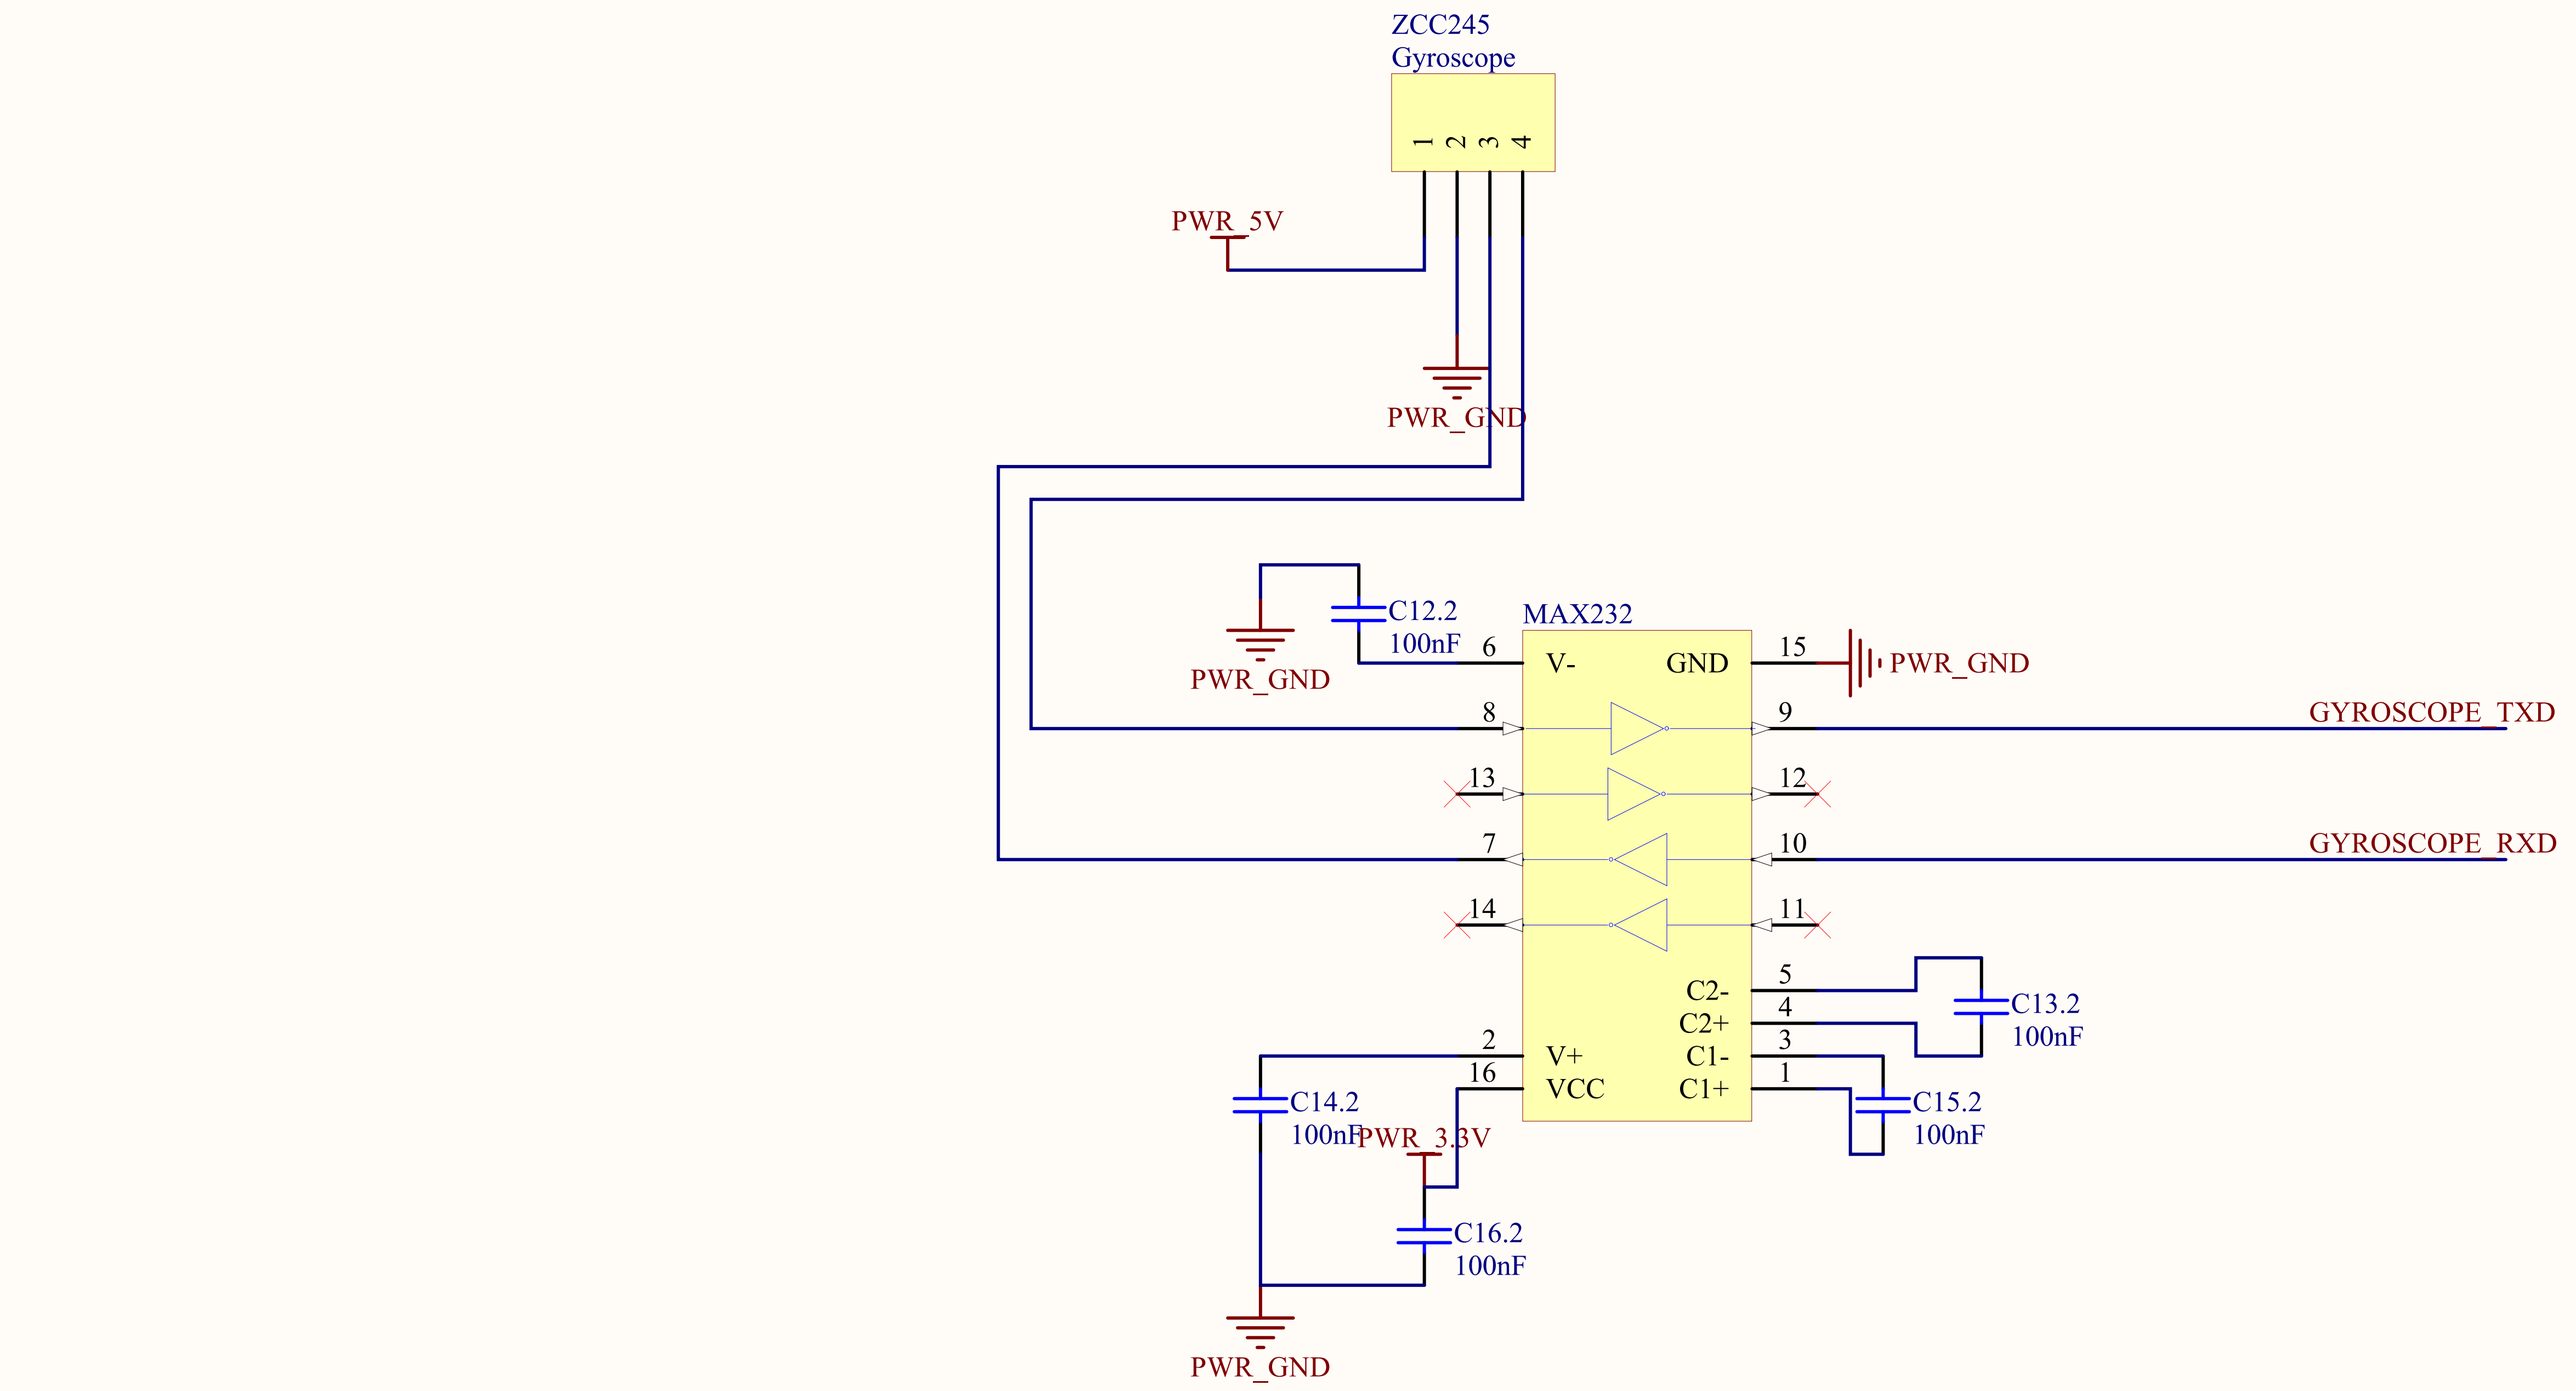 ZCC245
Gyroscope
1
2
3
4
PWR_5V
PWR_GND
C12.2
100nF
PWR_GND
MAX232
6
V-
GND
15
PWR_GND
8
9
GYROSCOPE_TXD
13
12
7
10
GYROSCOPE_RXD
14
11
C2-
5
C2+
4
C13.2
100nF
2
V+
C1-
3
16
VCC
C1+
1
C14.2
100nF
C15.2
100nF
PWR_3.3V
C16.2
100nF
PWR_GND